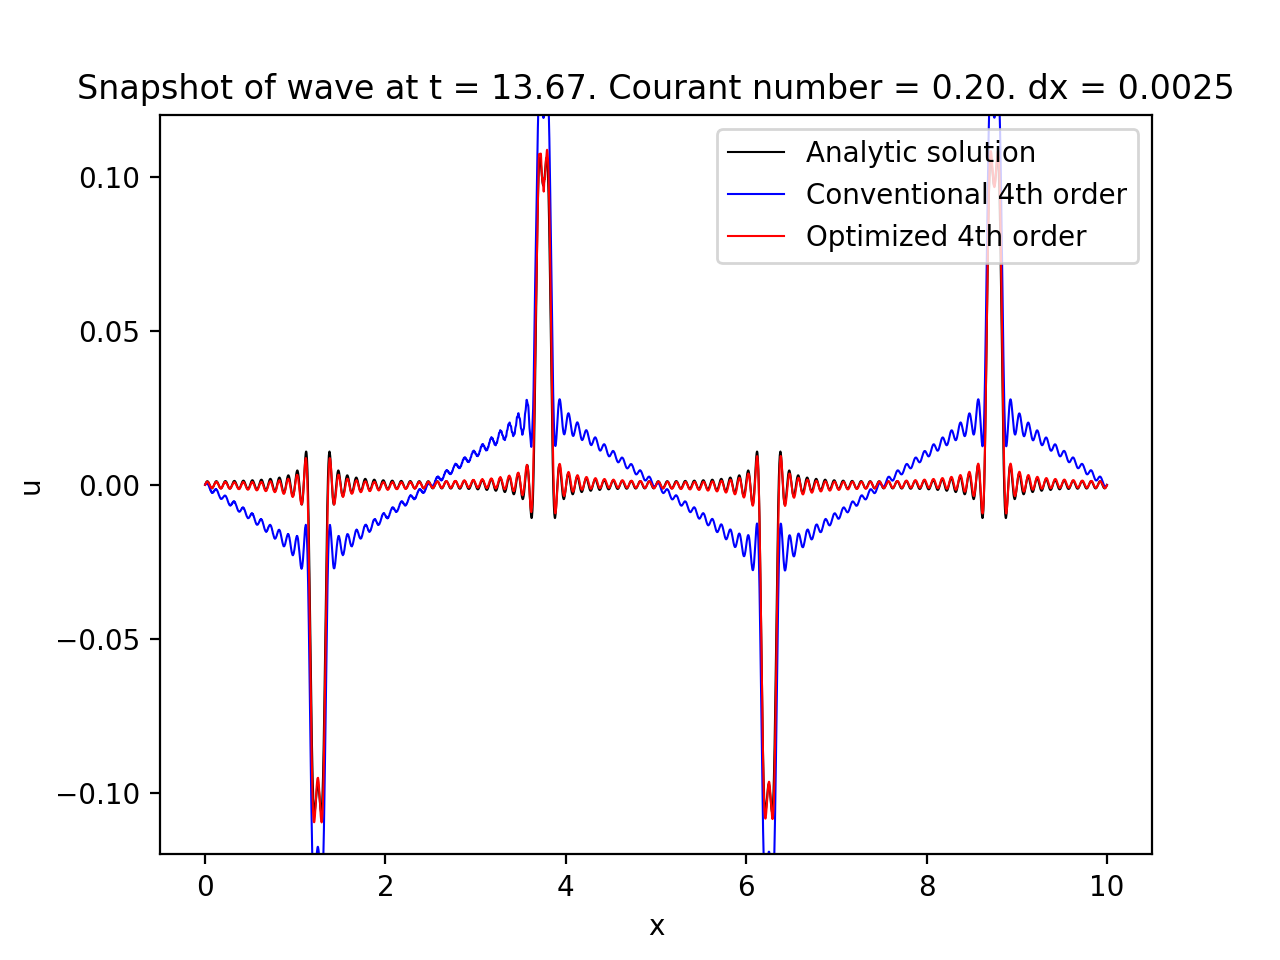 Snapshot of wave at t = 13.67. Courant number = 0.20. dx = 0.0025
Analytic solution
Conventional 4th order
Optimized 4th order
0.10
0.05
0.00
−0.05
−0.10
u
0 2 4 6 8 10
x